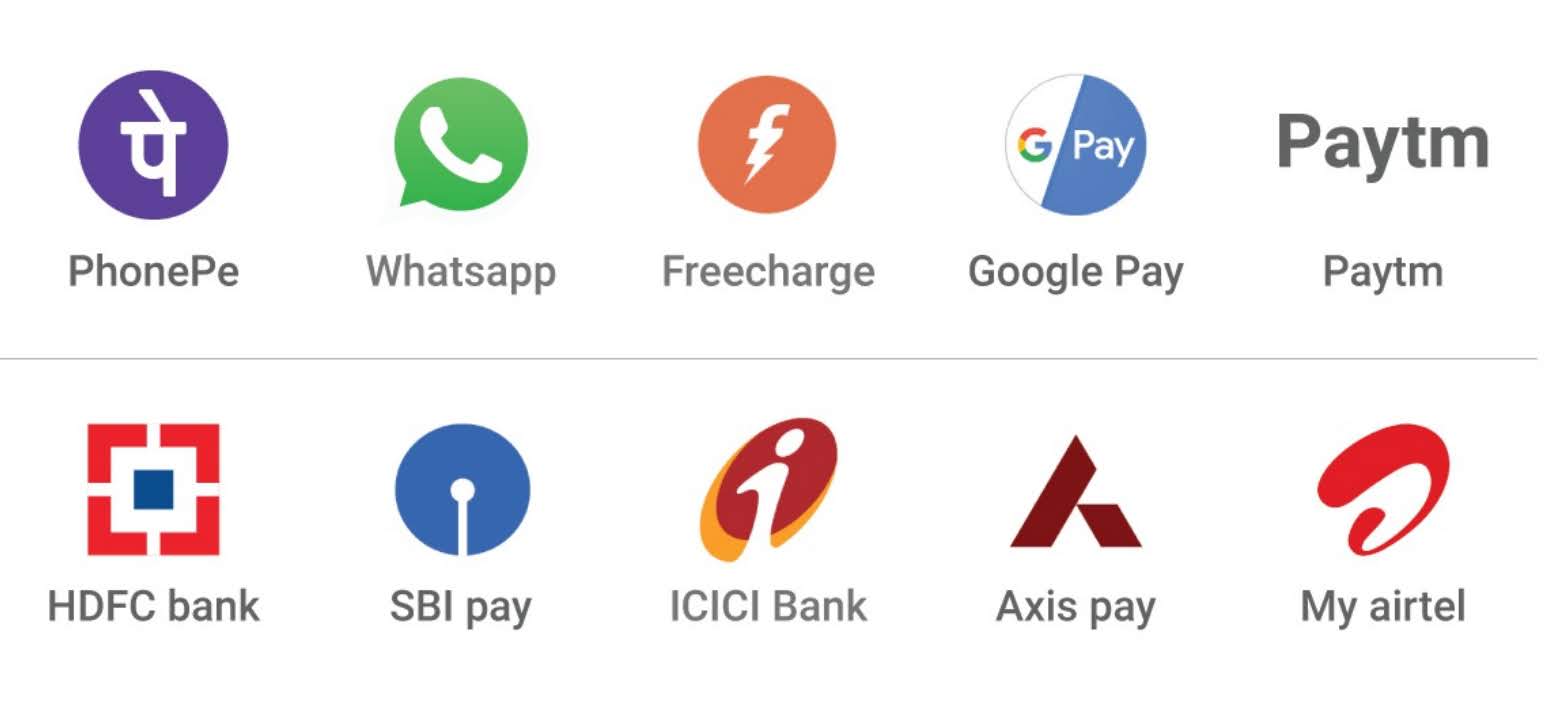 पे
G Pay
Paytm
PhonePe
Whatsapp
Freecharge
Google Pay
Paytm
i
HDFC bank
SBI pay
ICICI Bank
Axis pay
My airtel